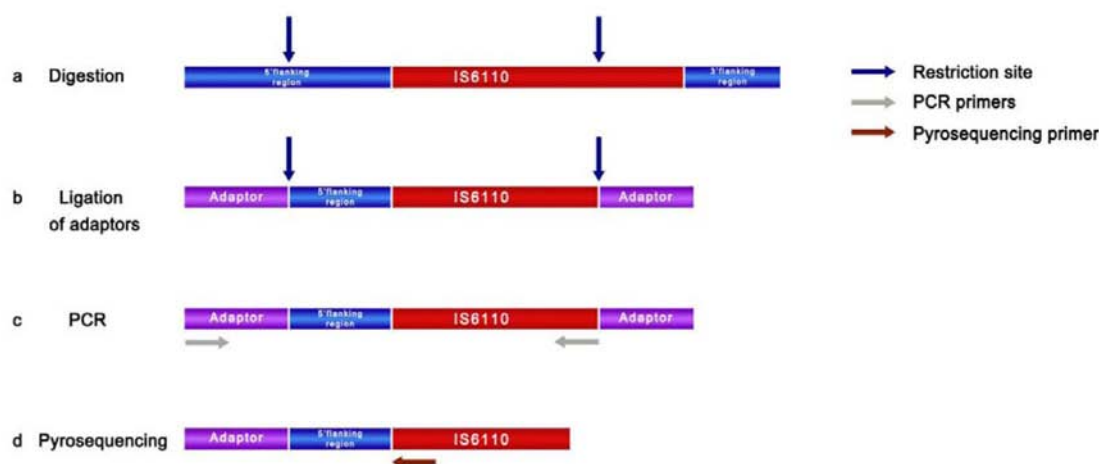 a Digestion
5'flanking
region
IS6110
3'flanking
region
Restriction site
PCR primers
Pyrosequencing primer
b Ligation
of adaptors
Adaptor
5'flanking
region
IS6110
Adaptor
c PCR
Adaptor
5'flanking
region
IS6110
Adaptor
d Pyrosequencing
Adaptor
5'flanking
region
IS6110